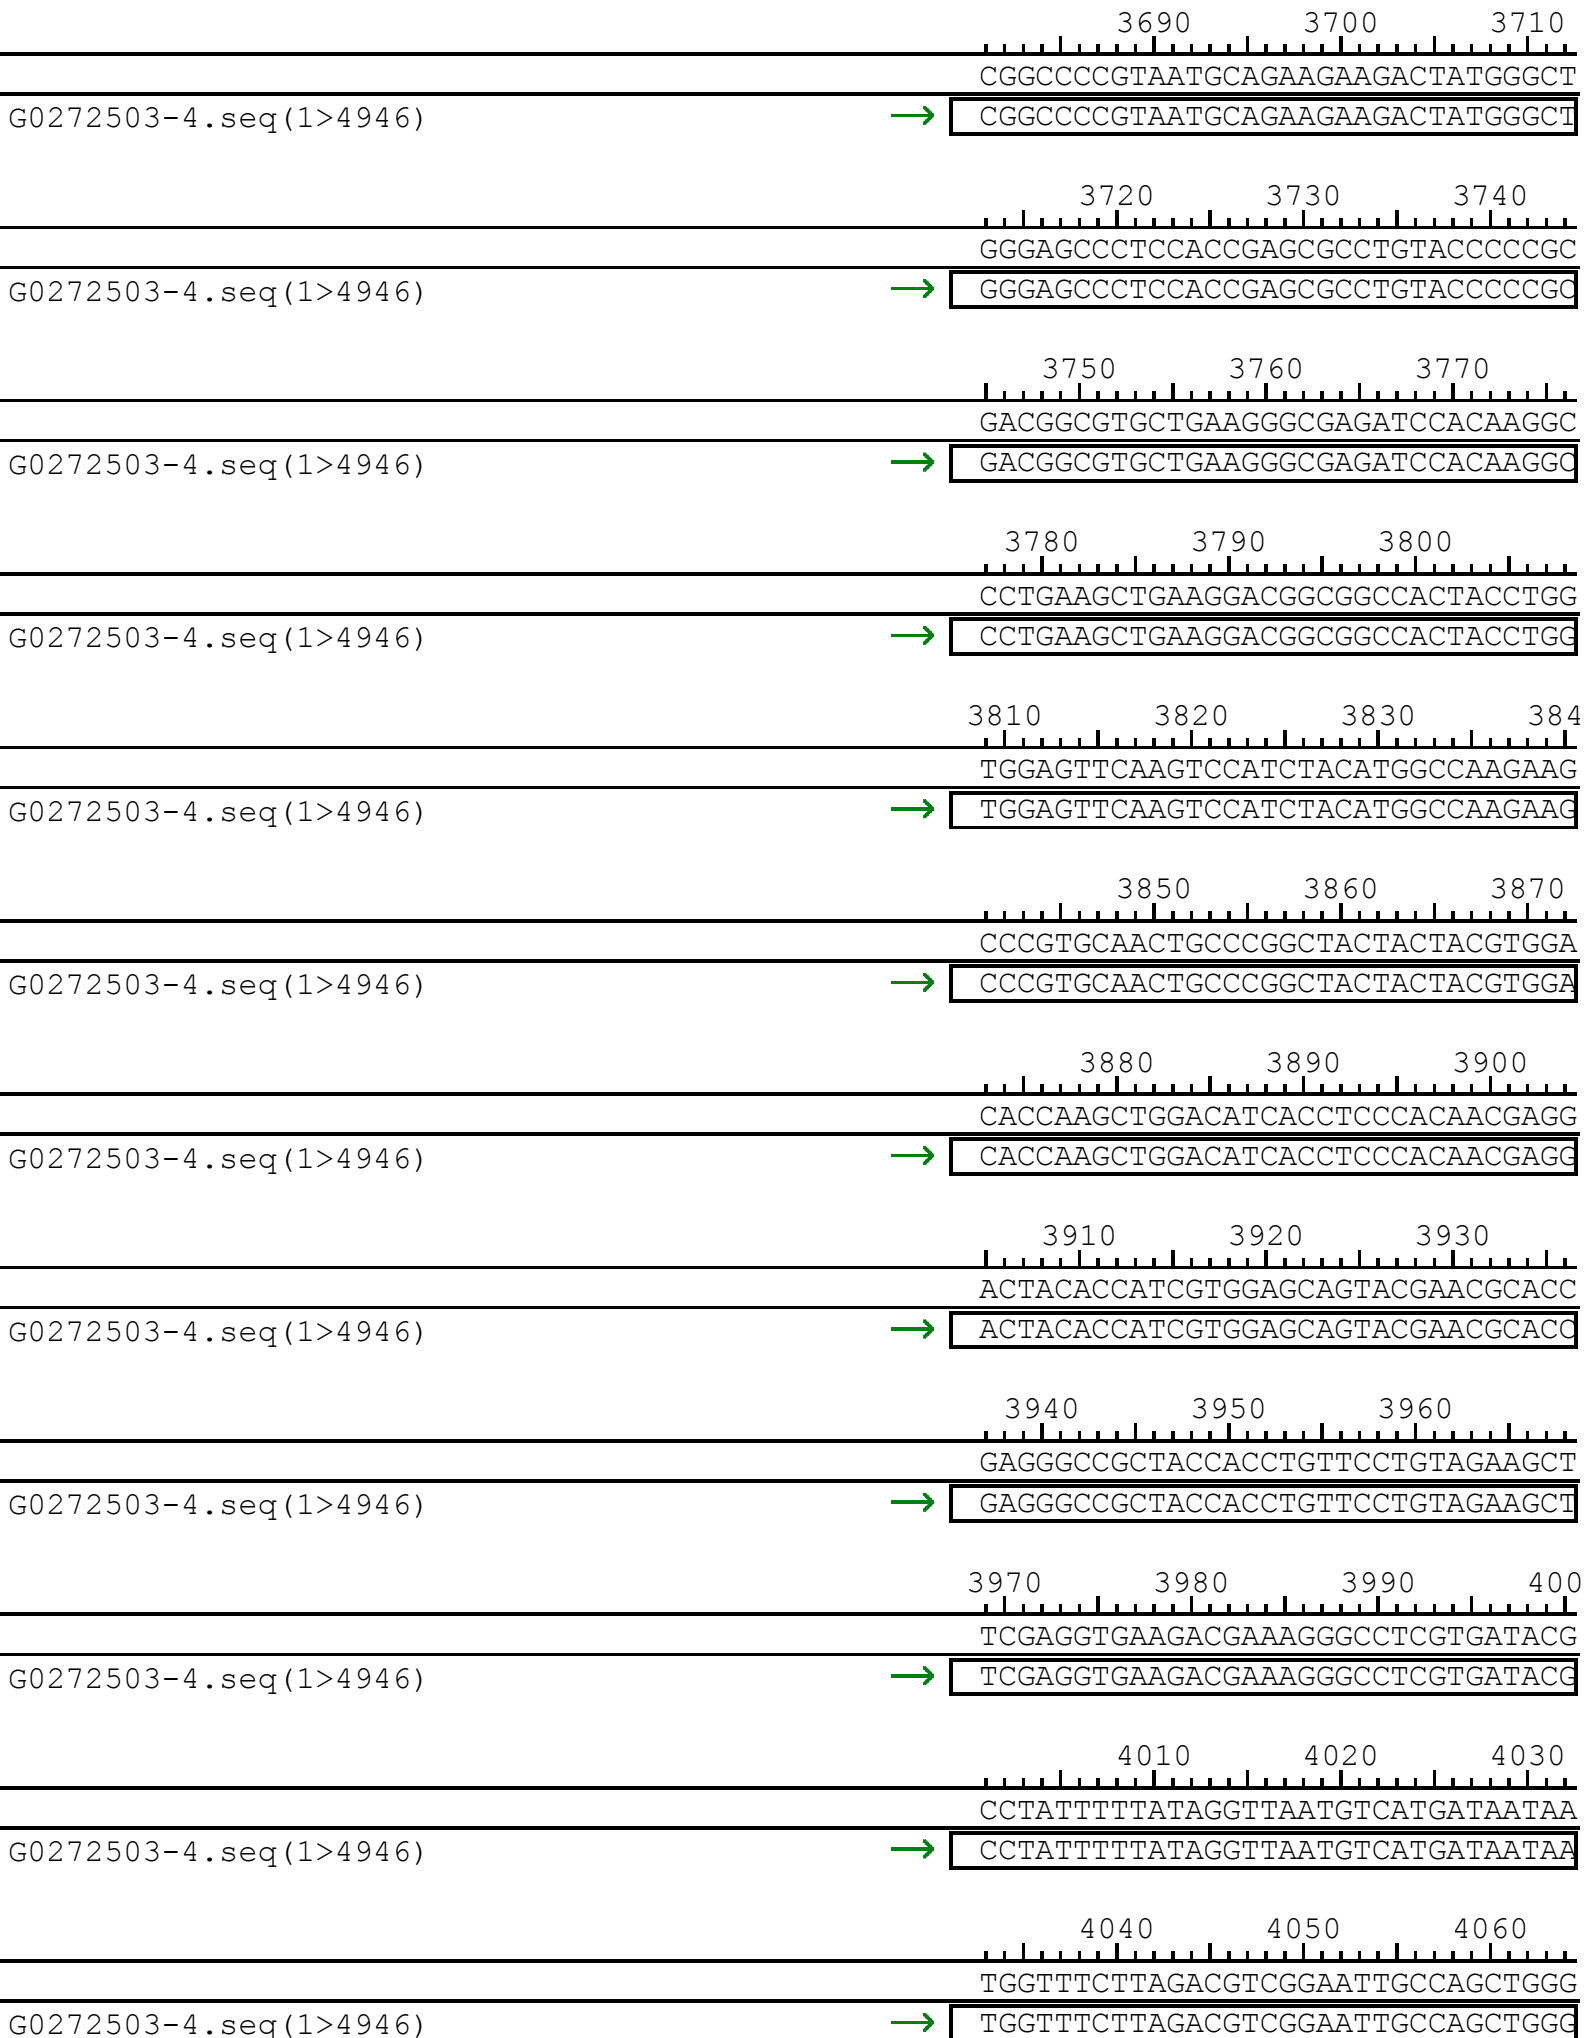 3690 3700 3710
CGGCCCCGTAATGCAGAAGAAGACTATGGGCT
G0272503-4.seq(1>4946) → CGGCCCCGTAATGCAGAAGAAGACTATGGGCT
3720 3730 3740
GGGAGCCCTCCACCGAGCGCCTGTACCCCCGC
G0272503-4.seq(1>4946) → GGGAGCCCTCCACCGAGCGCCTGTACCCCCGC
3750 3760 3770
GACGGCGTGCTGAAGGGCGAGATCCACAAGGC
G0272503-4.seq(1>4946) → GACGGCGTGCTGAAGGGCGAGATCCACAAGGC
3780 3790 3800
CCTGAAGCTGAAGGACGGCGGCCACTACCTGG
G0272503-4.seq(1>4946) → CCTGAAGCTGAAGGACGGCGGCCACTACCTGG
3810 3820 3830 384
TGGAGTTCAAGTCCATCTACATGGCCAAGAAG
G0272503-4.seq(1>4946) → TGGAGTTCAAGTCCATCTACATGGCCAAGAAG
3850 3860 3870
CCCGTGCAACTGCCCGGCTACTACTACGTGGA
G0272503-4.seq(1>4946) → CCCGTGCAACTGCCCGGCTACTACTACGTGGA
3880 3890 3900
CACCAAGCTGGACATCACCTCCCACAACGAGG
G0272503-4.seq(1>4946) → CACCAAGCTGGACATCACCTCCCACAACGAGG
3910 3920 3930
ACTACACCATCGTGGAGCAGTACGAACGCACC
G0272503-4.seq(1>4946) → ACTACACCATCGTGGAGCAGTACGAACGCACC
3940 3950 3960
GAGGGCCGCTACCACCTGTTCCTGTAGAAGCT
G0272503-4.seq(1>4946) → GAGGGCCGCTACCACCTGTTCCTGTAGAAGCT
3970 3980 3990 400
TCGAGGTGAAGACGAAAGGGCCTCGTGATACG
G0272503-4.seq(1>4946) → TCGAGGTGAAGACGAAAGGGCCTCGTGATACG
4010 4020 4030
CCTATTTTTATAGGTTAATGTCATGATAATAA
G0272503-4.seq(1>4946) → CCTATTTTTATAGGTTAATGTCATGATAATAA
4040 4050 4060
TGGTTTCTTAGACGTCGGAATTGCCAGCTGGG
G0272503-4.seq(1>4946) → TGGTTTCTTAGACGTCGGAATTGCCAGCTGGG